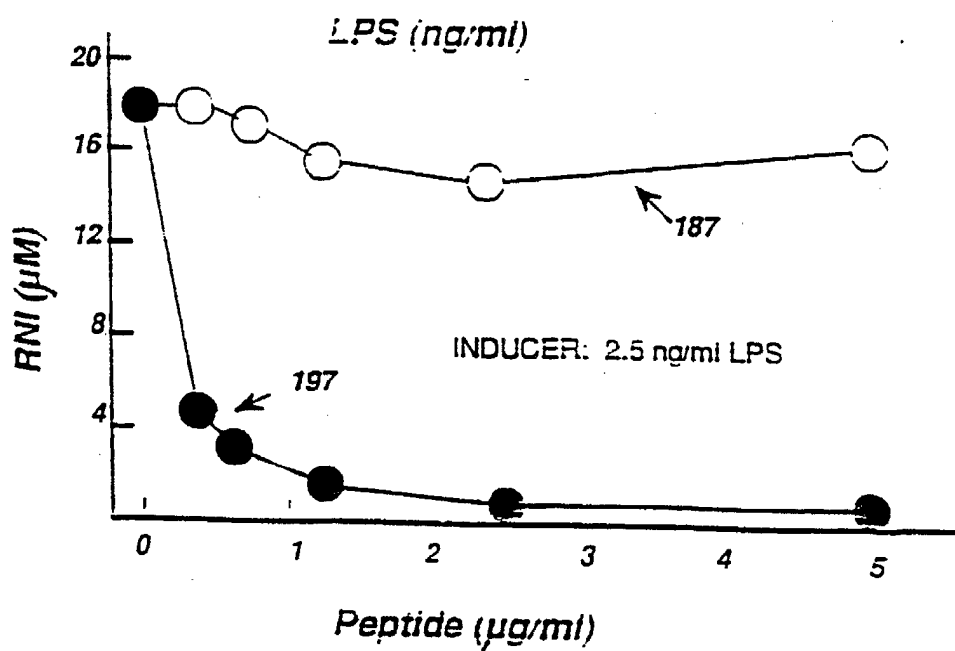 LPS (ng/ml)
20
16
12
8
4
RNI (µM)
187
INDUCER: 2.5 ng/ml LPS
197
0 1 2 3 4 5
Peptide (µg/ml)